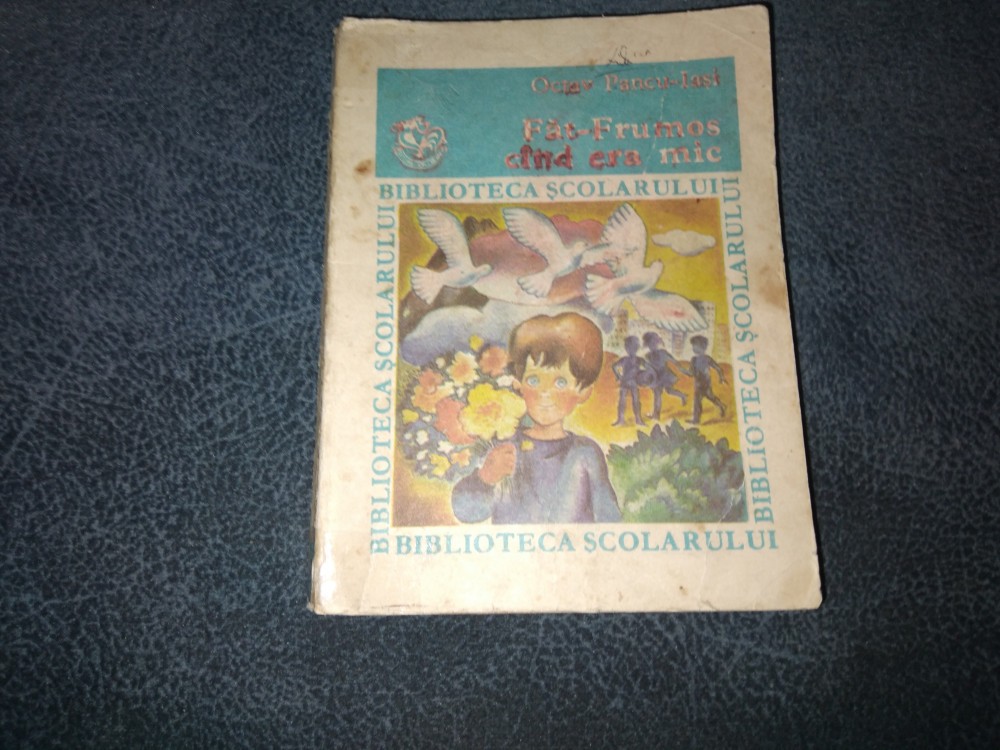 Octav Pancu-Iași
Făt-Frumos
cînd era mic
BIBLIOTECA ȘCOLARULUI
BIBLIOTECA ȘCOLARULUI
BIBLIOTECA ȘCOLARULUI
BIBLIOTECA ȘCOLARULUI